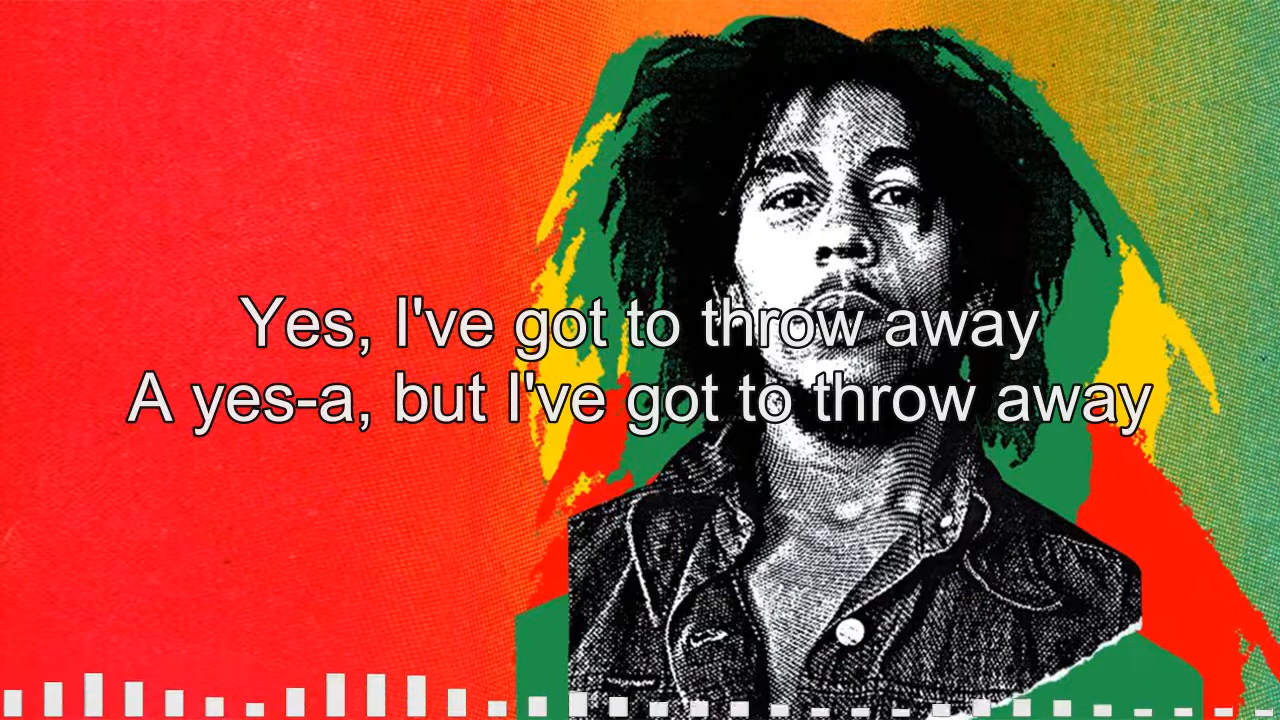 Yes, I've got to throw away
A yes-a, but I've got to throw away